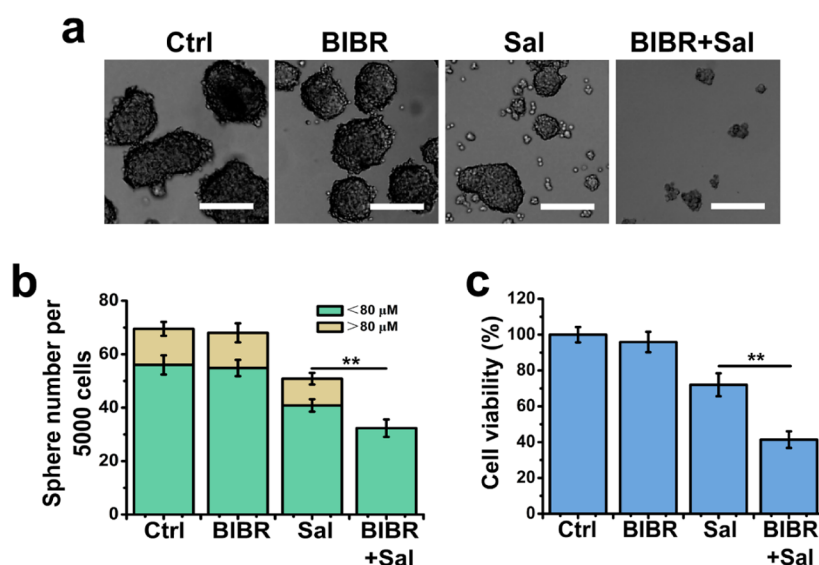 a
Ctrl
BIBR
Sal
BIBR+Sal
b
Sphere number per
5000 cells
80
60
40
20
0
<80 μM
>80 μM
**
Ctrl
BIBR
Sal
BIBR
+Sal
c
Cell viability (%)
120
100
80
60
40
20
0
**
Ctrl
BIBR
Sal
BIBR
+Sal